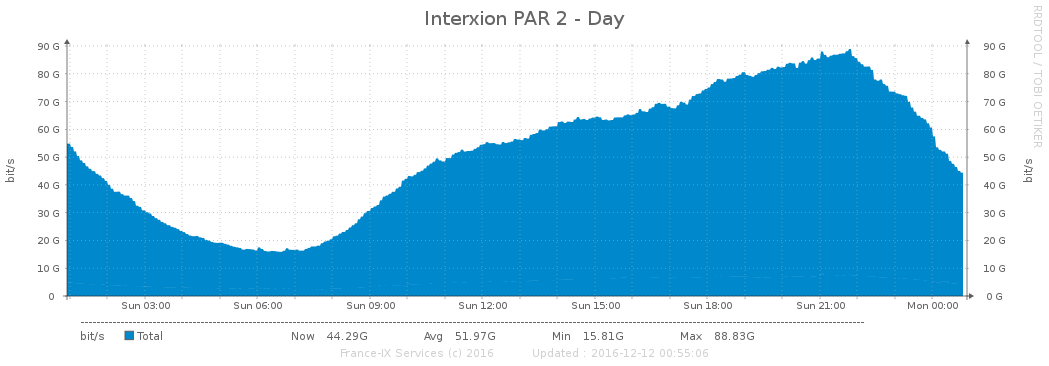 Interxion PAR 2 - Day
RRDTOOL / TOBI OETIKER
90 G 90 G
80 G 80 G
70 G 70 G
60 G 60 G
50 G 50 G
bit/s bit/s
40 G 40 G
30 G 30 G
20 G 20 G
10 G 10 G
0 0 G
Sun 03:00 Sun 06:00 Sun 09:00 Sun 12:00 Sun 15:00 Sun 18:00 Sun 21:00 Mon 00:00
bit/s Total Now 44.29G Avg 51.97G Min 15.81G Max 88.83G
France-IX Services (c) 2016 Updated : 2016-12-12 00:55:06